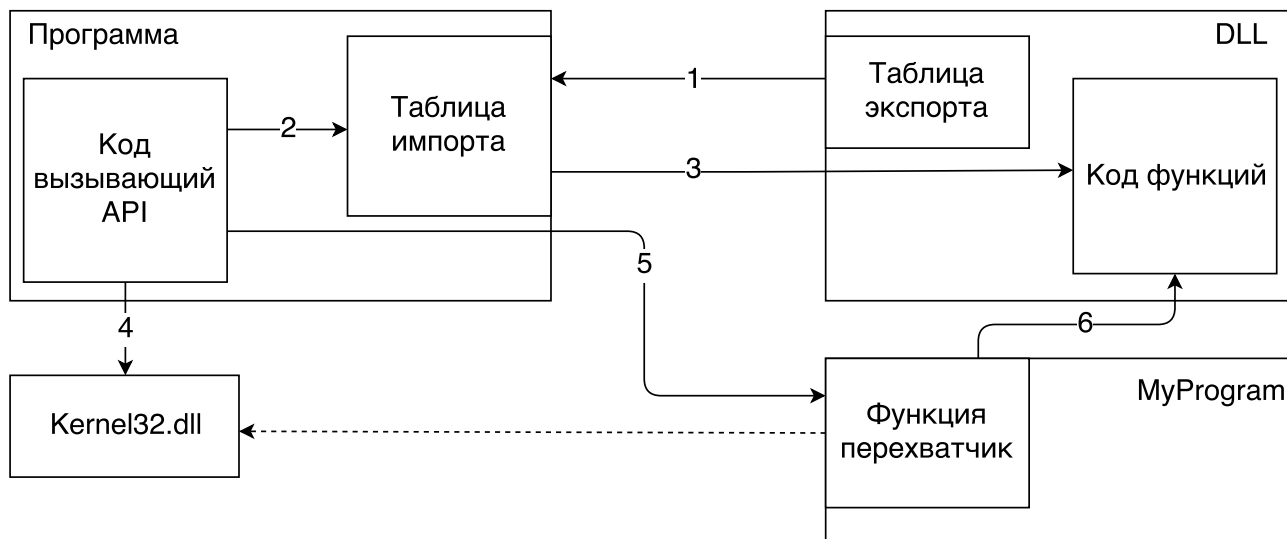 Программа
DLL
Таблица
экспорта
1
Таблица
импорта
2
Код
вызывающий
API
3
Код функций
5
4
6
MyProgram
Kernel32.dll
Функция
перехватчик